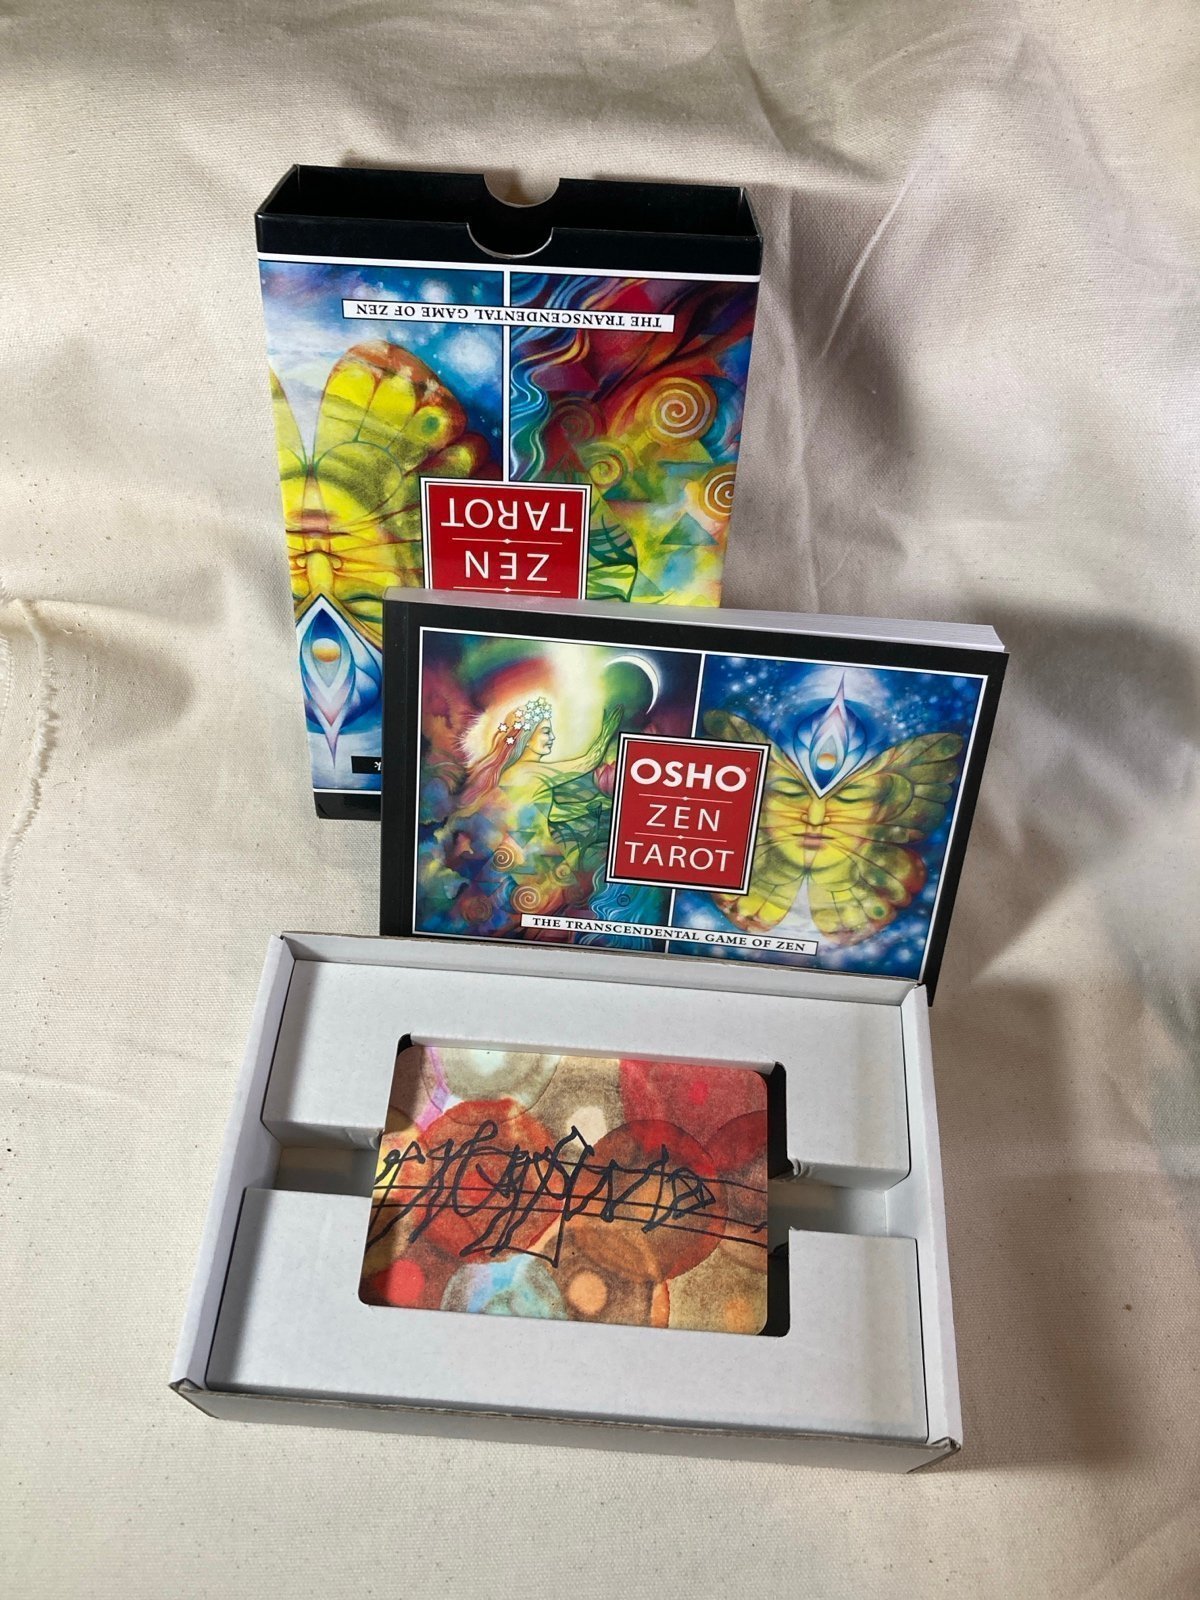 THE TRANSCENDENTAL GAME OF ZEN
ZEN
TAROT
OSHO®
ZEN
TAROT
THE TRANSCENDENTAL GAME OF ZEN